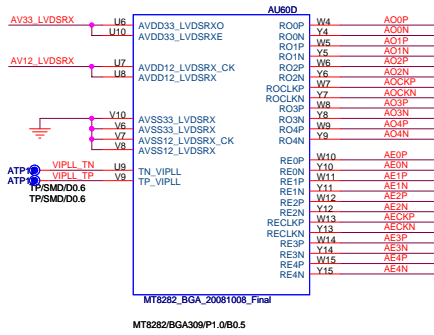 AU60D
AV33_LVDSRX U6 AVDD33_LVDSRXO RO0P W4 AO0P
U10 AVDD33_LVDSRXE RO0N Y4 AO0N
RO1P W5 AO1P
RO1N Y5 AO1N
AV12_LVDSRX U7 AVDD12_LVDSRX_CK RO2P W6 AO2P
U8 AVDD12_LVDSRX RO2N Y6 AO2N
ROCLKP W7 AOCKP
ROCLKN Y7 AOCKN
RO3P W8 AO3P
V10 AVSS33_LVDSRX RO3N Y8 AO3N
V6 AVSS33_LVDSRX RO4P W9 AO4P
V7 AVSS12_LVDSRX_CK RO4N Y9 AO4N
V8 AVSS12_LVDSRX
RE0P W10 AE0P
ATP1 VIPLL_TN U9 TN_VIPLL RE0N Y10 AE0N
ATP1 VIPLL_TP V9 TP_VIPLL RE1P W11 AE1P
TP/SMD/D0.6 RE1N Y11 AE1N
TP/SMD/D0.6 RE2P W12 AE2P
RE2N Y12 AE2N
RECLKP W13 AECKP
RECLKN Y13 AECKN
RE3P W14 AE3P
RE3N Y14 AE3N
RE4P W15 AE4P
RE4N Y15 AE4N
MT8282_BGA_20081008_Final
MT8282/BGA309/P1.0/B0.5